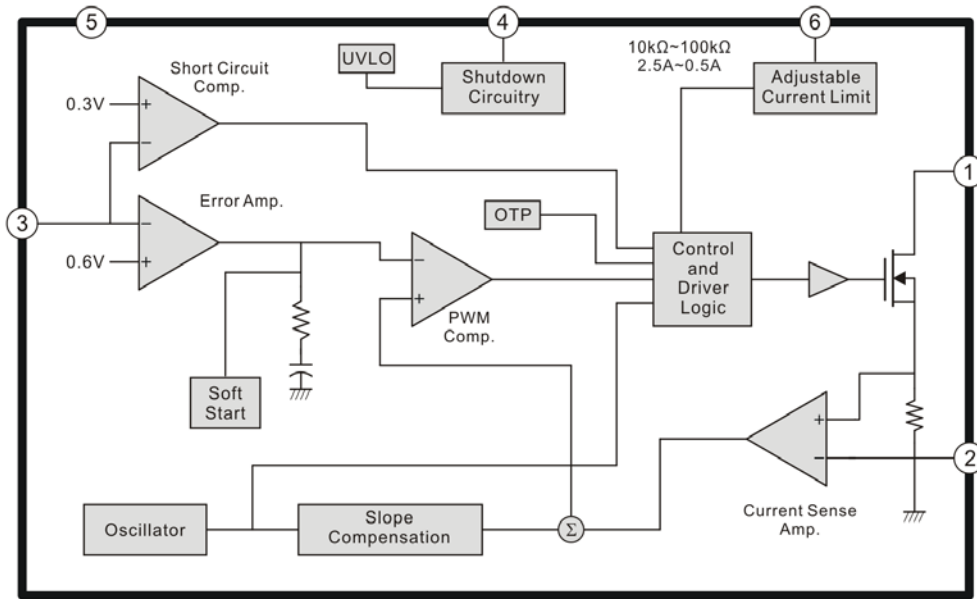 5
4
6
UVLO
Shutdown
Circuitry
10kΩ~100kΩ
2.5A~0.5A
Adjustable
Current Limit
Short Circuit
Comp.
0.3V
+
−
1
3
Error Amp.
−
0.6V
+
OTP
Control
and
Driver
Logic
−
+
PWM
Comp.
Soft
Start
+
−
2
Current Sense
Amp.
Oscillator
Slope
Compensation
Σ